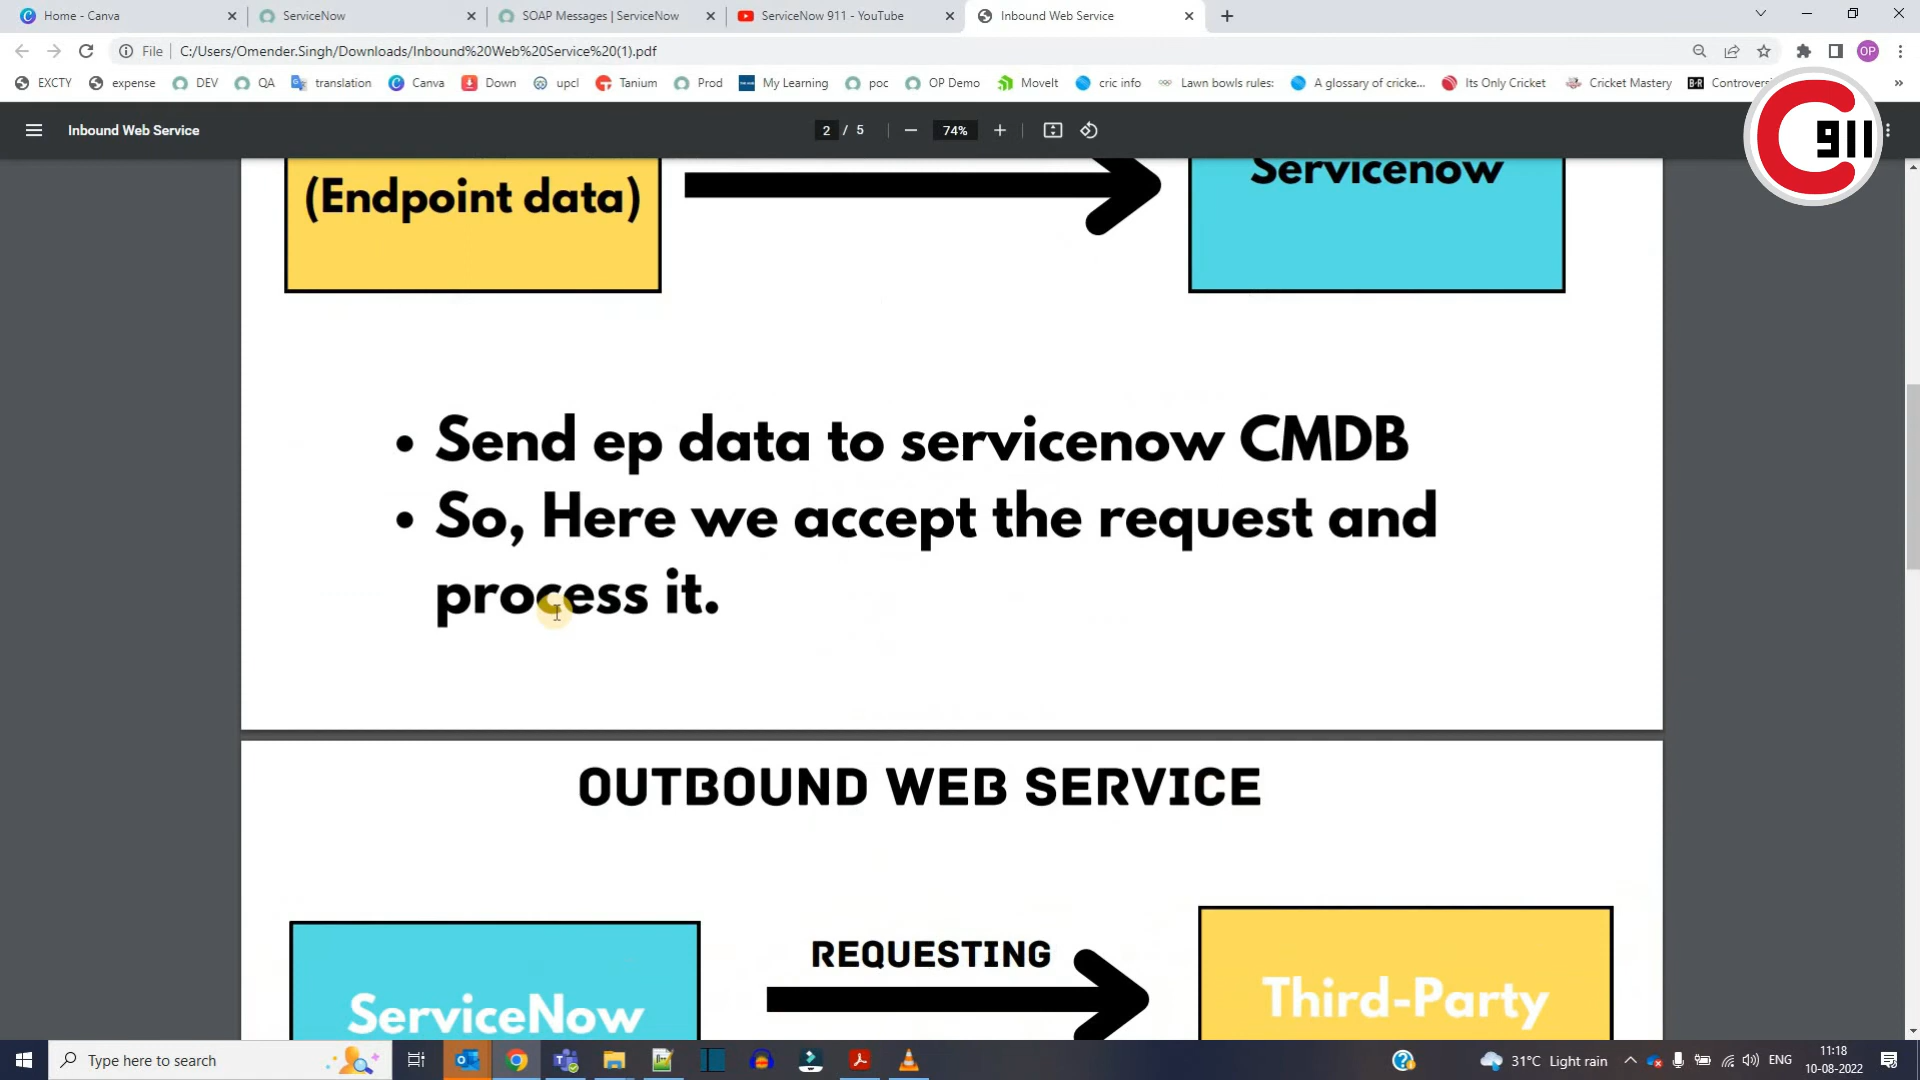 Home - Canva
ServiceNow
SOAP Messages | ServiceNow
ServiceNow 911 - YouTube
Inbound Web Service
File
C:/Users/Omender.Singh/Downloads/Inbound%20Web%20Service%20(1).pdf
OP
EXCTY
expense
DEV
QA
translation
Canva
Down
upcl
Tanium
Prod
My Learning
poc
OP Demo
MoveIt
cric info
Lawn bowls rules:
A glossary of cricke...
Its Only Cricket
Cricket Mastery
B-R
»
C 911
Inbound Web Service
2 / 5
74%
(Endpoint data)
Servicenow
• Send ep data to servicenow CMDB
• So, Here we accept the request and
process it.
OUTBOUND WEB SERVICE
REQUESTING
ServiceNow
Third-Party
Type here to search
31°C Light rain
ENG
11:18
10-08-2022